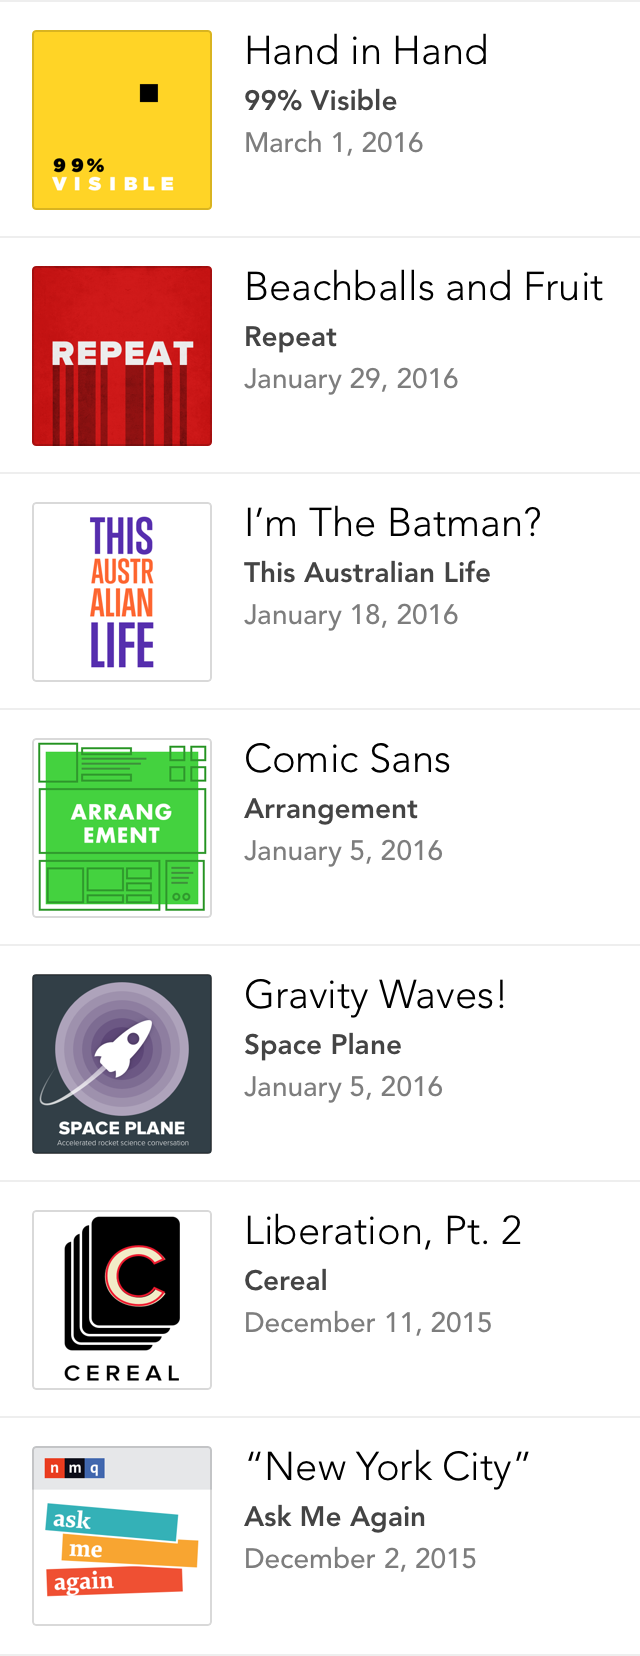 99%
VISIBLE
Hand in Hand
99% Visible
March 1, 2016
REPEAT
Beachballs and Fruit
Repeat
January 29, 2016
THIS
AUSTR
ALIAN
LIFE
I’m The Batman?
This Australian Life
January 18, 2016
ARRANG
EMENT
Comic Sans
Arrangement
January 5, 2016
SPACE PLANE
Accelerated rocket science conversation
Gravity Waves!
Space Plane
January 5, 2016
C
CEREAL
Liberation, Pt. 2
Cereal
December 11, 2015
nmq
ask
me
again
“New York City”
Ask Me Again
December 2, 2015